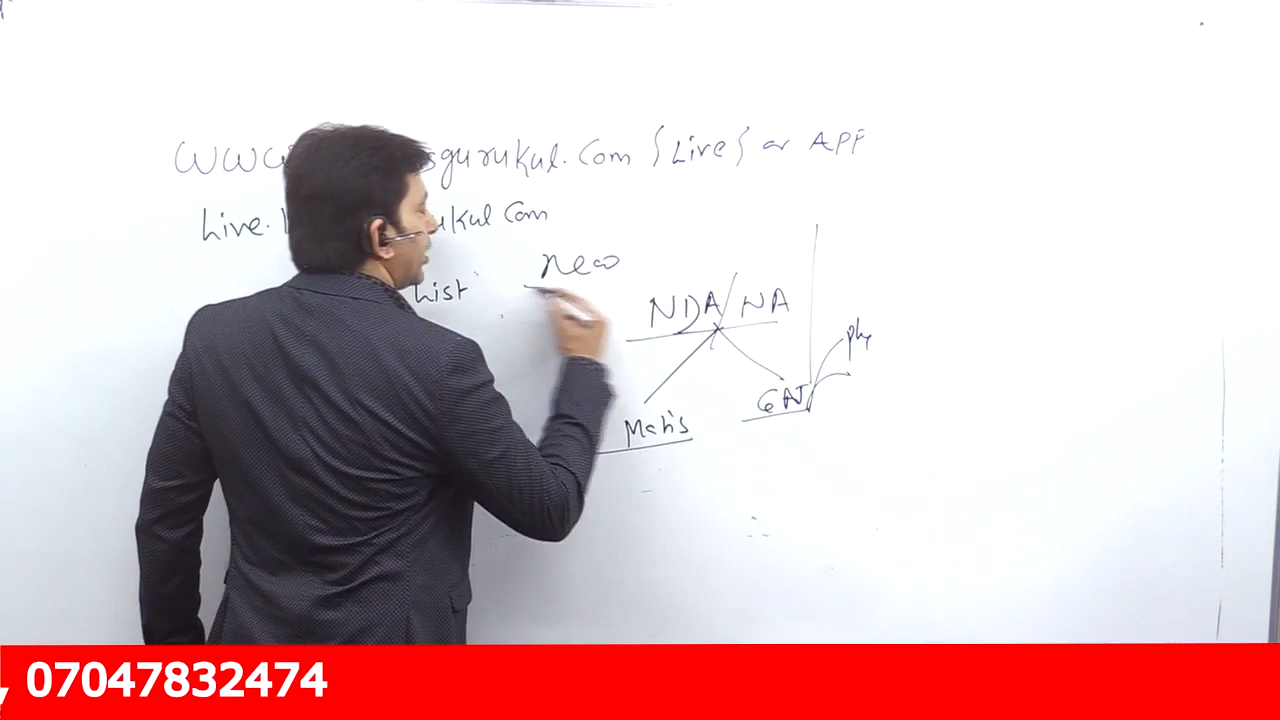 www gurukul.com {Live} or APP
Live. ukul Com
List
new
NDA/NA
phy
GAT
Maths
07047832474